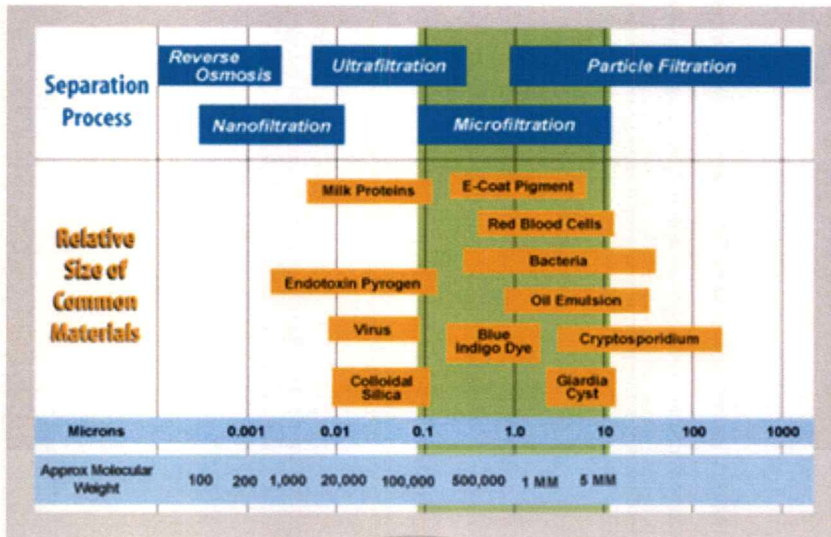 Separation
Process
Reverse
Osmosis
Ultrafiltration
Particle Filtration
Nanofiltration
Microfiltration
Relative
Size of
Common
Materials
Milk Proteins
E-Coat Pigment
Red Blood Cells
Bacteria
Endotoxin Pyrogen
Oil Emulsion
Virus
Blue
Indigo Dye
Cryptosporidium
Colloidal
Silica
Giardia
Cyst
Microns 0.001 0.01 0.1 1.0 10 100 1000
Approx Molecular
Weight
100 200 1,000 20,000 100,000 500,000 1 MM 5 MM